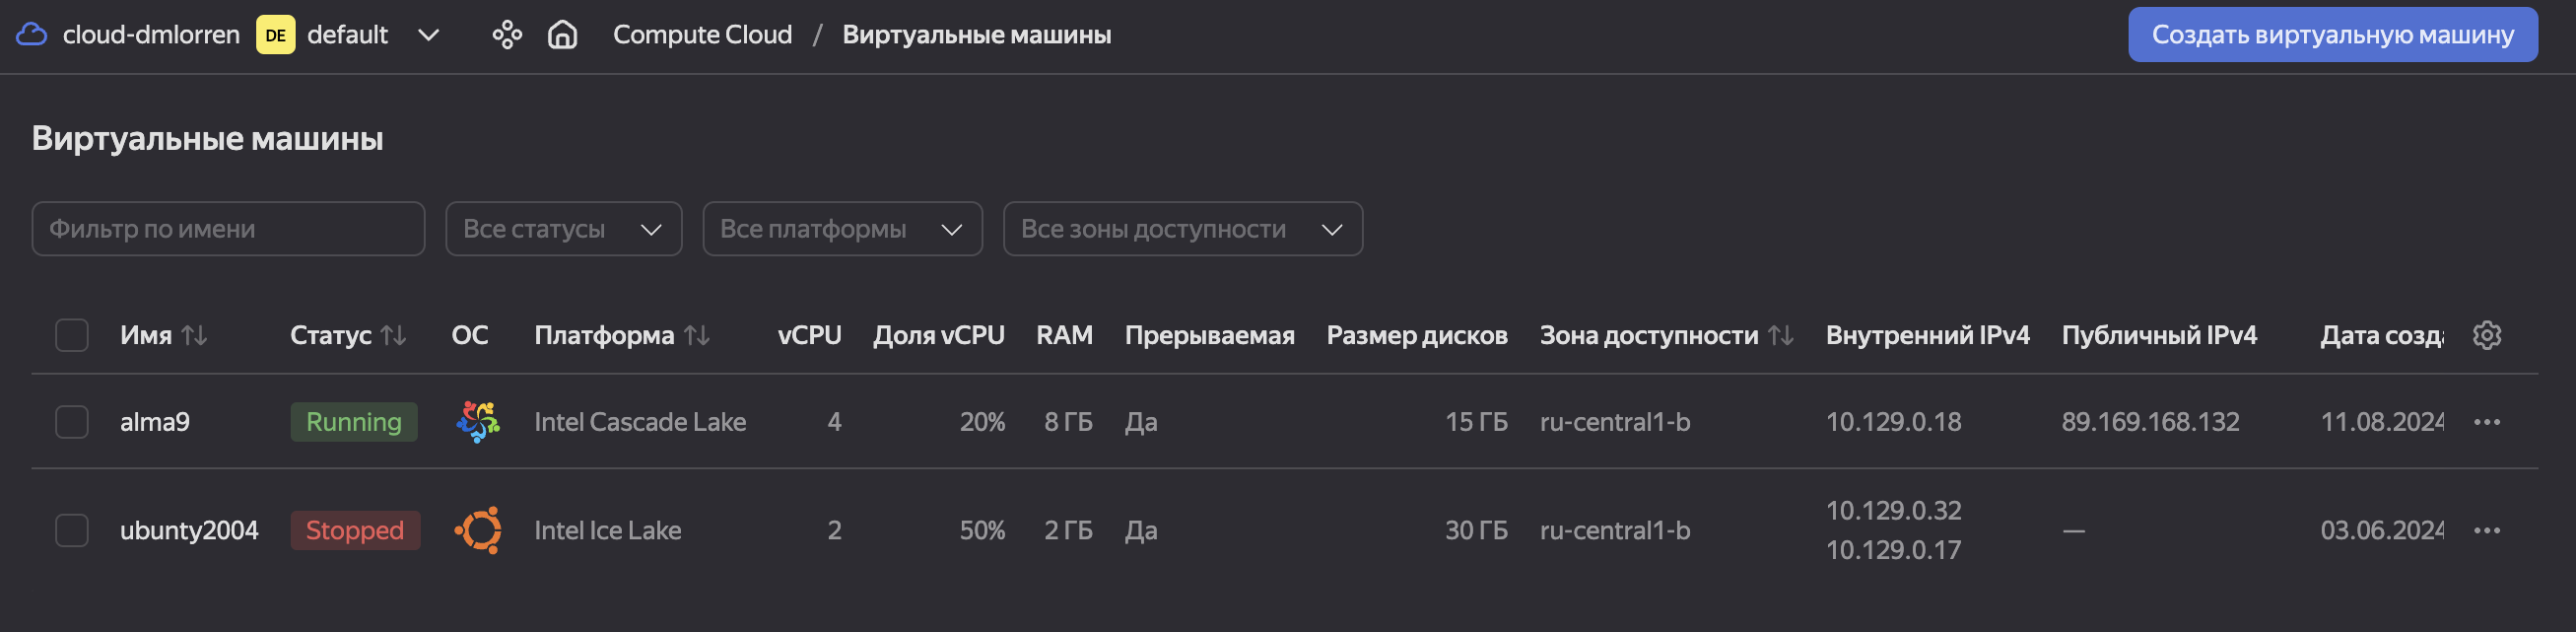 cloud-dmlorren DE default Compute Cloud / Виртуальные машины Создать виртуальную машину
Виртуальные машины
Фильтр по имени Все статусы Все платформы Все зоны доступности
Имя Статус ОС Платформа vCPU Доля vCPU RAM Прерываемая Размер дисков Зона доступности Внутренний IPv4 Публичный IPv4 Дата созда
alma9 Running Intel Cascade Lake 4 20% 8 ГБ Да 15 ГБ ru-central1-b 10.129.0.18 89.169.168.132 11.08.2024
ubunty2004 Stopped Intel Ice Lake 2 50% 2 ГБ Да 30 ГБ ru-central1-b 10.129.0.32 — 03.06.2024
10.129.0.17